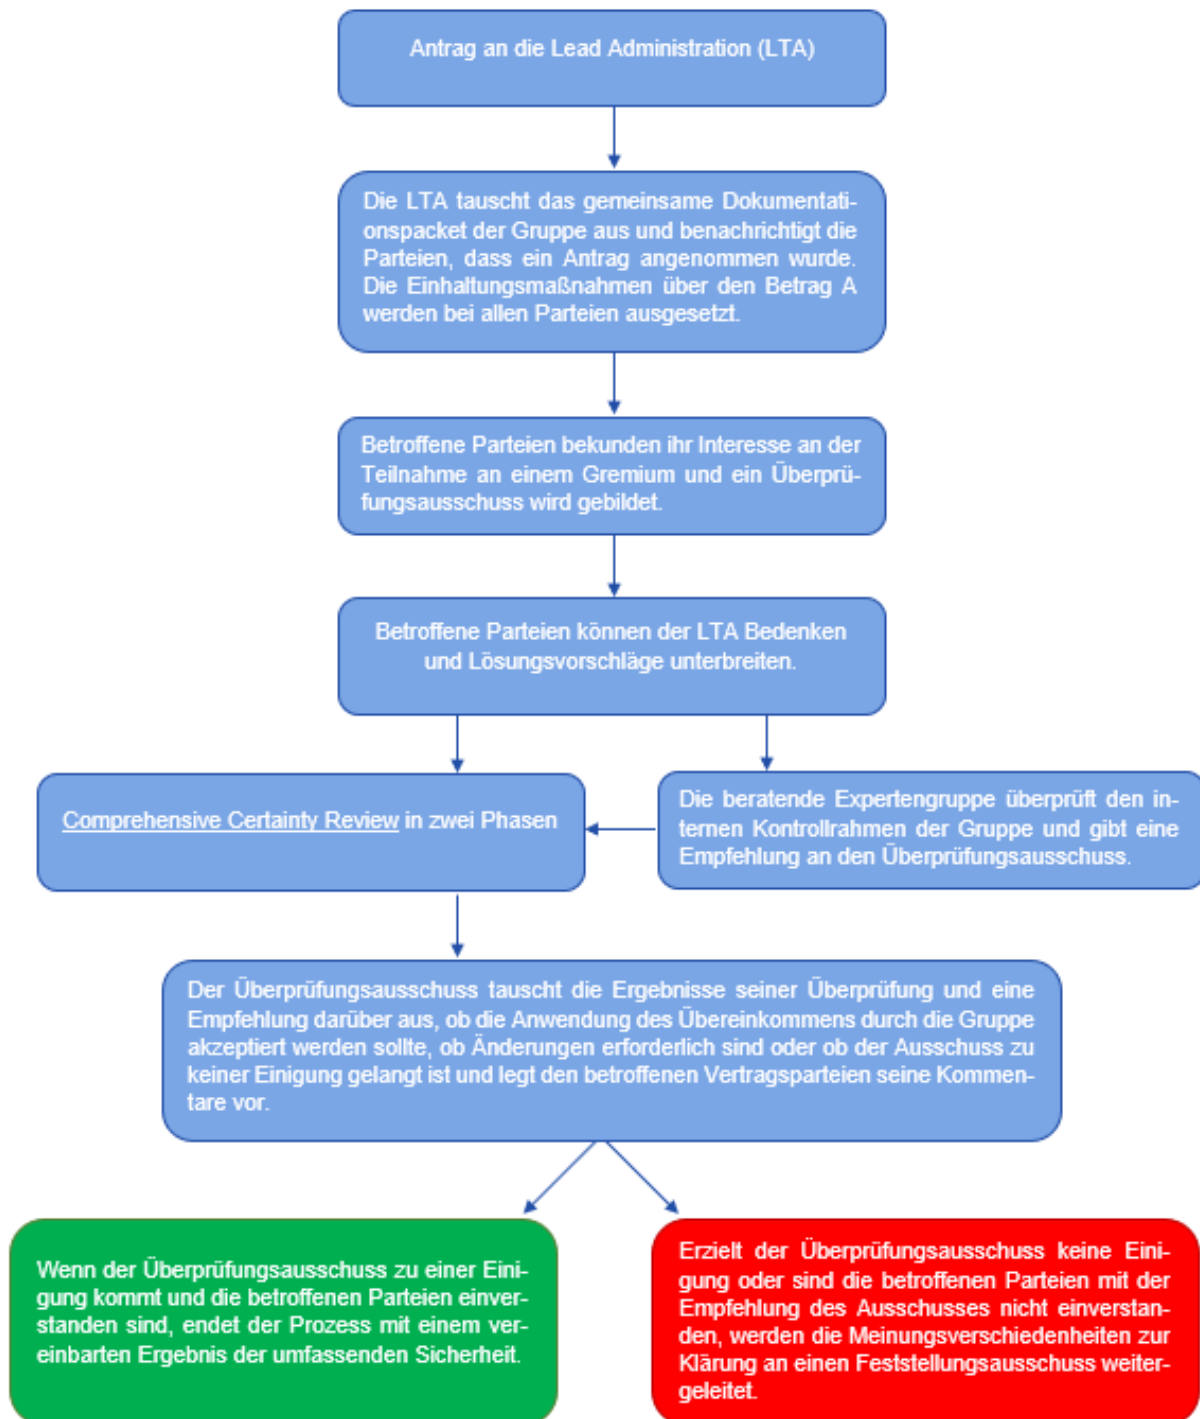 Antrag an die Lead Administration (LTA)
Die LTA tauscht das gemeinsame Dokumentati-
onspacket der Gruppe aus und benachrichtigt die
Parteien, dass ein Antrag angenommen wurde.
Die Einhaltungsmaßnahmen über den Betrag A
werden bei allen Parteien ausgesetzt.
Betroffene Parteien bekunden ihr Interesse an der
Teilnahme an einem Gremium und ein Überprü-
fungsausschuss wird gebildet.
Betroffene Parteien können der LTA Bedenken
und Lösungsvorschläge unterbreiten.
Comprehensive Certainty Review in zwei Phasen
Die beratende Expertengruppe überprüft den in-
ternen Kontrollrahmen der Gruppe und gibt eine
Empfehlung an den Überprüfungsausschuss.
Der Überprüfungsausschuss tauscht die Ergebnisse seiner Überprüfung und eine
Empfehlung darüber aus, ob die Anwendung des Übereinkommens durch die Gruppe
akzeptiert werden sollte, ob Änderungen erforderlich sind oder ob der Ausschuss zu
keiner Einigung gelangt ist und legt den betroffenen Vertragsparteien seine Kommen-
tare vor.
Wenn der Überprüfungsausschuss zu einer Eini-
gung kommt und die betroffenen Parteien einver-
standen sind, endet der Prozess mit einem ver-
einbarten Ergebnis der umfassenden Sicherheit.
Erzielt der Überprüfungsausschuss keine Eini-
gung oder sind die betroffenen Parteien mit der
Empfehlung des Ausschusses nicht einverstan-
den, werden die Meinungsverschiedenheiten zur
Klärung an einen Feststellungsausschuss weiter-
geleitet.